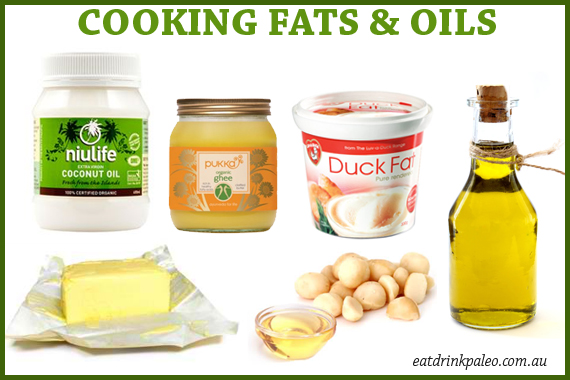 COOKING FATS & OILS
niulife
EXTRA VIRGIN
COCONUT OIL
Fresh from the Islands
100% CERTIFIED ORGANIC
pukka
organic
ghee
Duck Fat
Pure rendered
eatdrinkpaleo.com.au